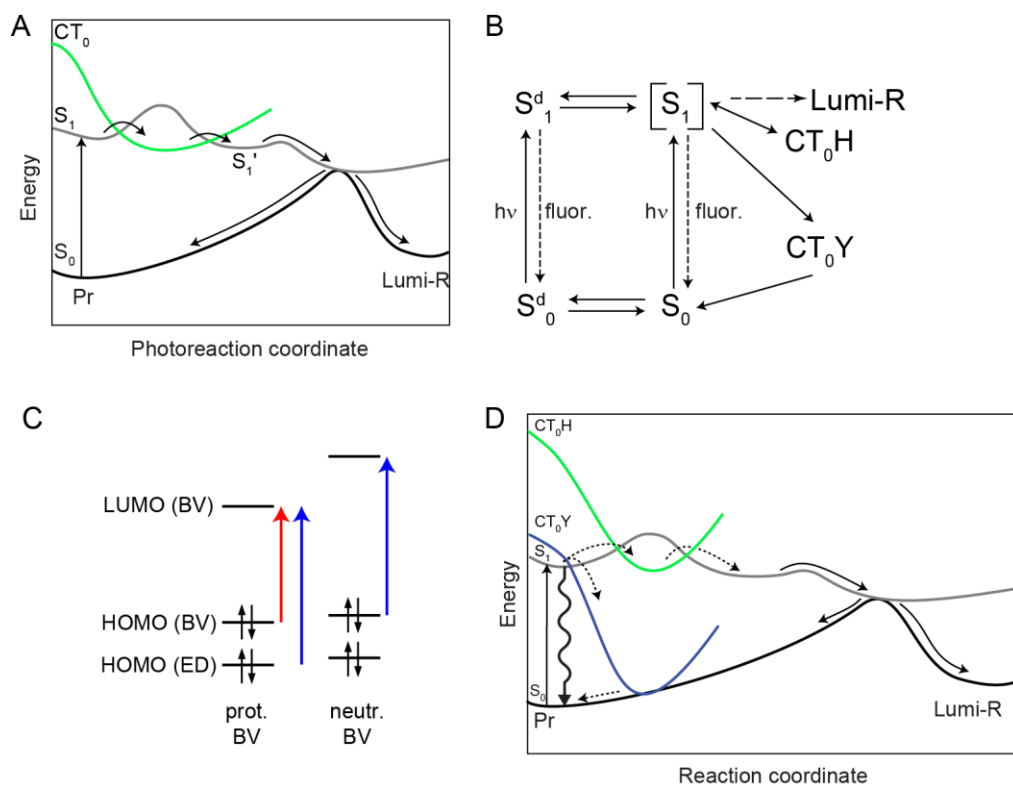 A
CT₀
S₁
S₁'
S₀
Pr
Lumi-R
Energy
Photoreaction coordinate
B
Sᵈ₁
S₁
Lumi-R
CT₀H
hν
fluor.
hν
fluor.
CT₀Y
Sᵈ₀
S₀
C
LUMO (BV)
HOMO (BV)
HOMO (ED)
prot.
BV
neutr.
BV
D
CT₀H
CT₀Y
S₁
S₀
Pr
Lumi-R
Energy
Reaction coordinate